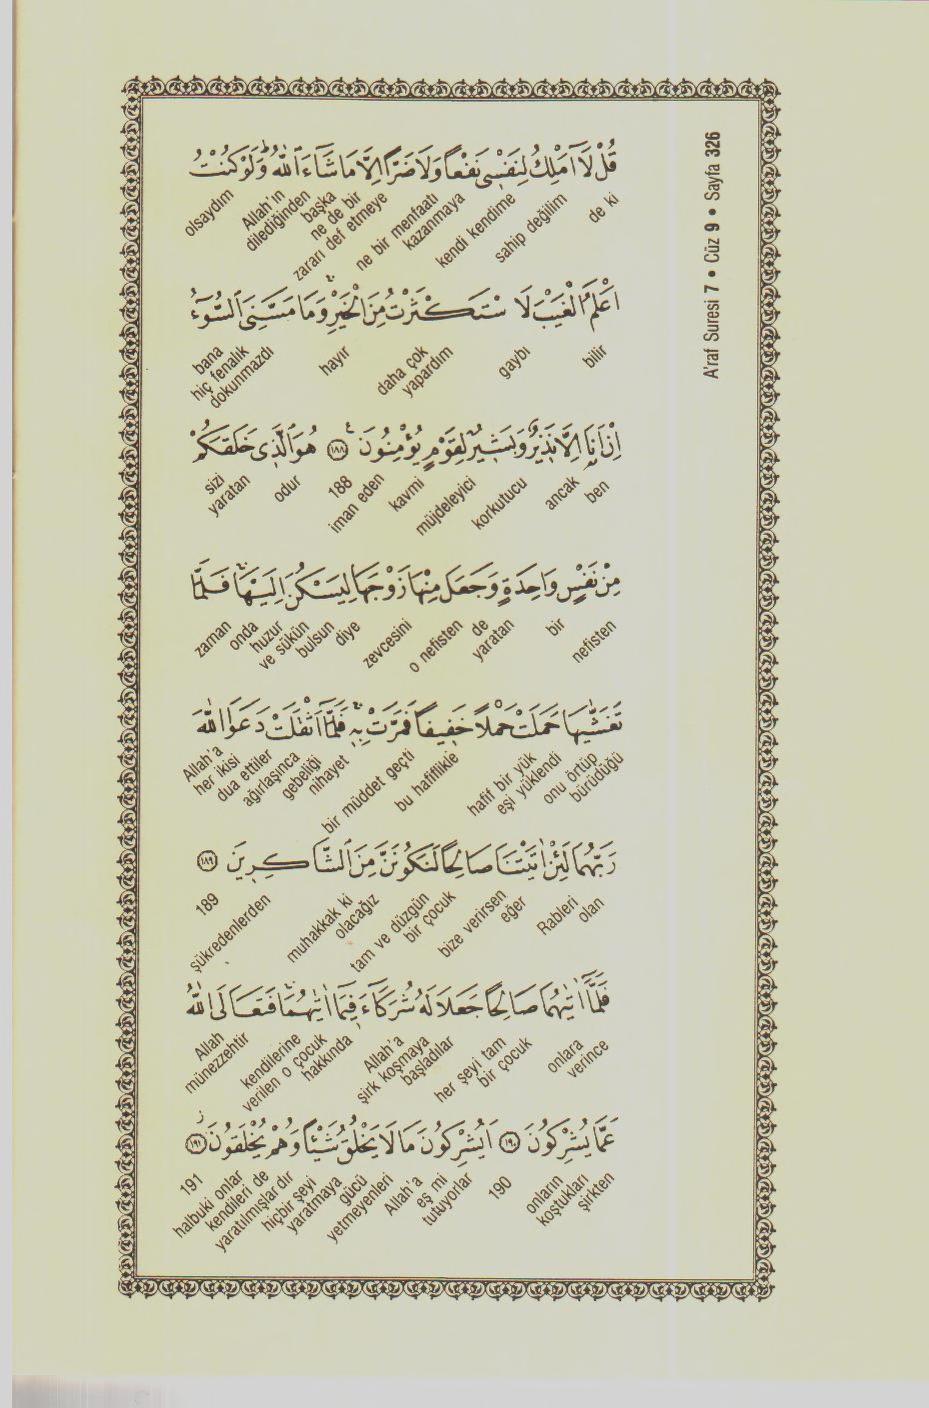 A'raf Suresi 7 • Cüz 9 • Sayfa 326
قُلْ لَٓا اَمْلِكُ لِنَفْسٖى نَفْعًا وَلَا ضَرًّا اِلَّا مَا شَٓاءَ اللّٰهُؕ وَلَوْ كُنْتُ
de ki sahip değilim kendi kendime ne bir menfaatı kazanmaya ne de bir zararı def etmeye başka Allah'ın dilediğinden olsaydım
اَعْلَمُ الْغَيْبَ لَاسْتَكْثَرْتُ مِنَ الْخَيْرِۚ وَمَا مَسَّنِىَ السُّٓوءُ
bilir gaybı daha çok yapardım hayır bana hiç fenalık dokunmazdı
اِنْ اَنَا۬ اِلَّا نَذٖيرٌ وَبَشٖيرٌ لِقَوْمٍ يُؤْمِنُونَ ﴿١٨٨﴾ هُوَ الَّذٖى خَلَقَكُمْ
ben ancak korkutucu müjdeleyici kavmi iman eden 188 odur sizi yaratan
مِنْ نَفْسٍ وَاحِدَةٍ وَجَعَلَ مِنْهَا زَوْجَهَا لِيَسْكُنَ اِلَيْهَاۚ فَلَمَّا
nefisten bir de yaratan o nefisten zevcesini diye huzur ve sükün bulsun onda zaman
تَغَشّٰيهَا حَمَلَتْ حَمْلًا خَفٖيفًا فَمَرَّتْ بِهٖۚ فَلَمَّٓا اَثْقَلَتْ دَعَوَا اللّٰهَ
onu örtüp bürüdüğü hafif bir yük eşi yüklendi bu hafiflikle bir müddet geçti nihayet gebeliği ağırlaşınca her ikisi dua ettiler Allah'a
رَبَّهُمَا لَئِنْ اٰتَيْتَنَا صَالِحًا لَنَكُونَنَّ مِنَ الشَّاكِرٖينَ ﴿١٨٩﴾
olan Rableri eğer bize verirsen tam ve düzgün bir çocuk muhakkak ki olacağız şükredenlerden 189
فَلَمَّٓا اٰتٰيهُمَا صَالِحًا جَعَلَا لَهُ شُرَكَٓاءَ فٖيمَٓا اٰتٰيهُمَاۚ فَتَعَالَى اللّٰهُ
onlara verince her şeyi tam bir çocuk Allah'a şirk koşmaya başladılar kendilerine verilen o çocuk hakkında Allah münezzehtir
عَمَّا يُشْرِكُونَ ﴿١٩٠﴾ اَيُشْرِكُونَ مَا لَا يَخْلُقُ شَيْـًٔا وَهُمْ يُخْلَقُونَؗ ﴿١٩١﴾
onların koştukları şirkten 190 Allah'a eş mi tutuyorlar hiçbir şeyi yaratmaya gücü yetmeyenleri halbuki onlar kendileri de yaratılmışlardır 191